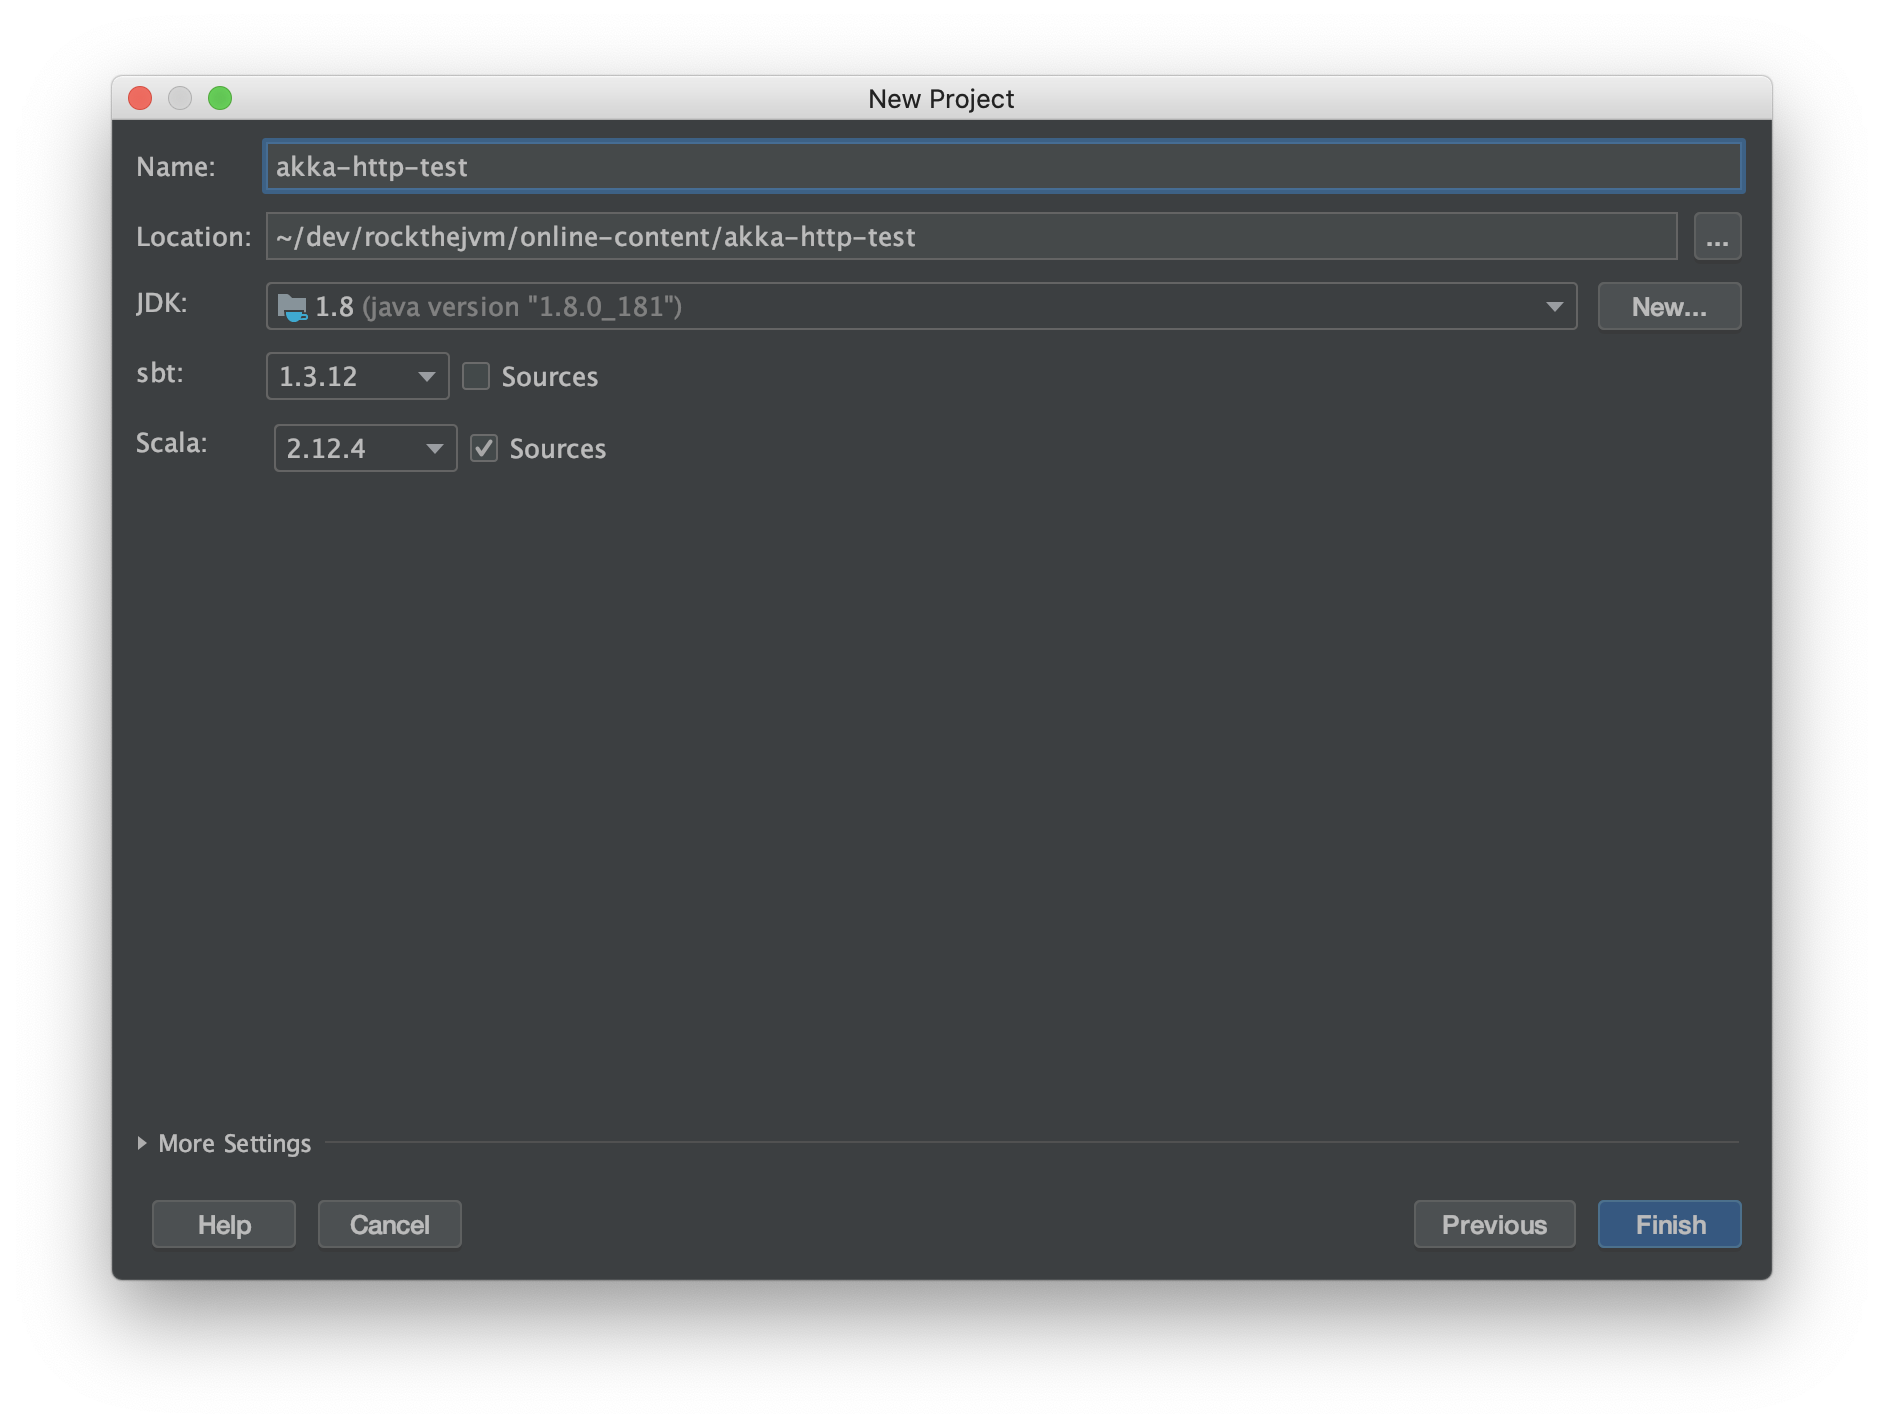 New Project
Name: akka-http-test
Location: ~/dev/rockthejvm/online-content/akka-http-test ...
JDK: 1.8 (java version "1.8.0_181") New...
sbt: 1.3.12 Sources
Scala: 2.12.4 Sources
More Settings
Help Cancel Previous Finish